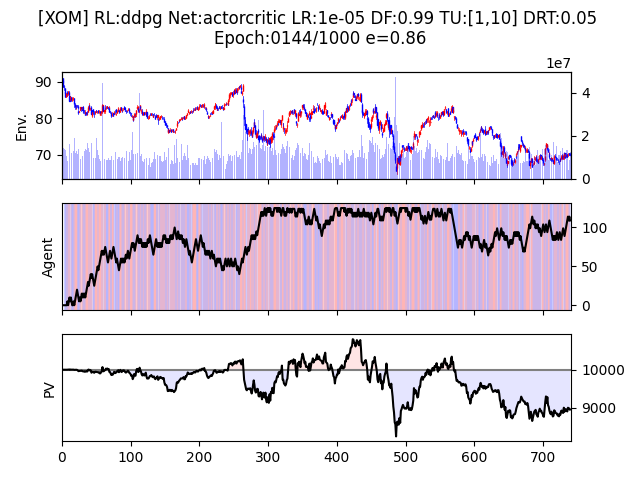 [XOM] RL:ddpg Net:actorcritic LR:1e-05 DF:0.99 TU:[1,10] DRT:0.05
Epoch:0144/1000 e=0.86
1e7
90
80
70
Env.
4
2
0
Agent
100
50
0
PV
10000
9000
0 100 200 300 400 500 600 700